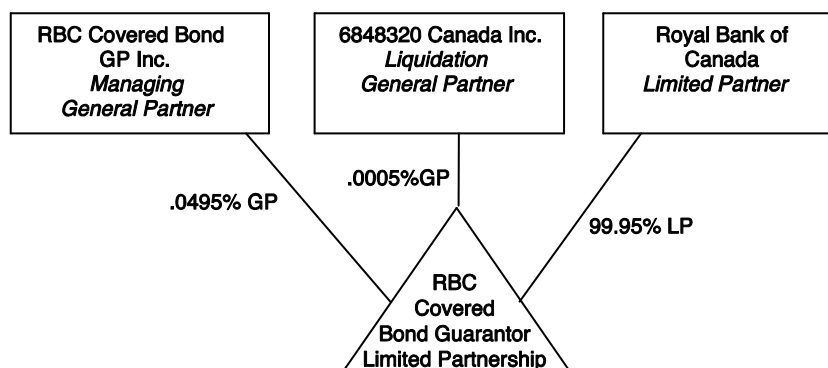 RBC Covered Bond
GP Inc.
Managing
General Partner
6848320 Canada Inc.
Liquidation
General Partner
Royal Bank of
Canada
Limited Partner
.0495% GP
.0005%GP
99.95% LP
RBC
Covered
Bond Guarantor
Limited Partnership